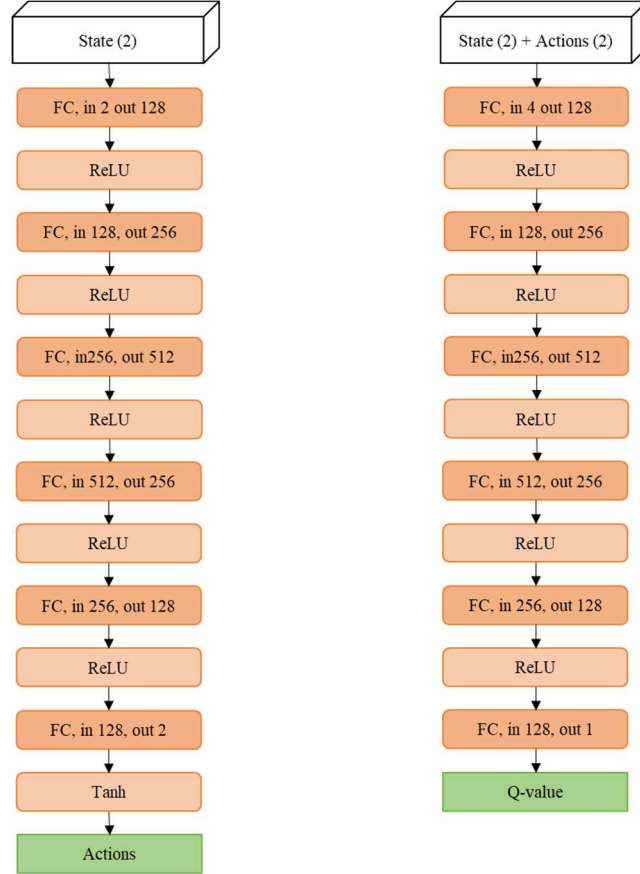 State (2)
FC, in 2 out 128
ReLU
FC, in 128, out 256
ReLU
FC, in256, out 512
ReLU
FC, in 512, out 256
ReLU
FC, in 256, out 128
ReLU
FC, in 128, out 2
Tanh
Actions
State (2) + Actions (2)
FC, in 4 out 128
ReLU
FC, in 128, out 256
ReLU
FC, in256, out 512
ReLU
FC, in 512, out 256
ReLU
FC, in 256, out 128
ReLU
FC, in 128, out 1
Q-value